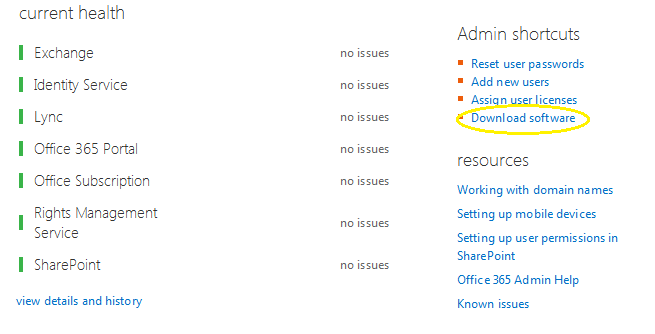 current health
Exchange no issues
Identity Service no issues
Lync no issues
Office 365 Portal no issues
Office Subscription no issues
Rights Management
Service no issues
SharePoint no issues
view details and history
Admin shortcuts
Reset user passwords
Add new users
Assign user licenses
Download software
resources
Working with domain names
Setting up mobile devices
Setting up user permissions in
SharePoint
Office 365 Admin Help
Known issues